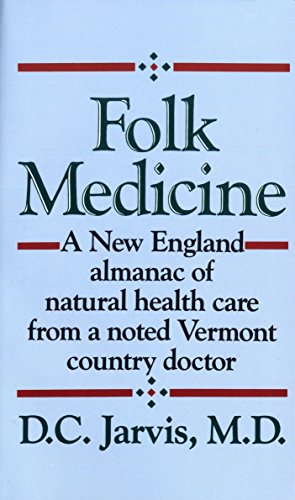 Folk
Medicine
A New England
almanac of
natural health care
from a noted Vermont
country doctor
D.C. Jarvis, M.D.